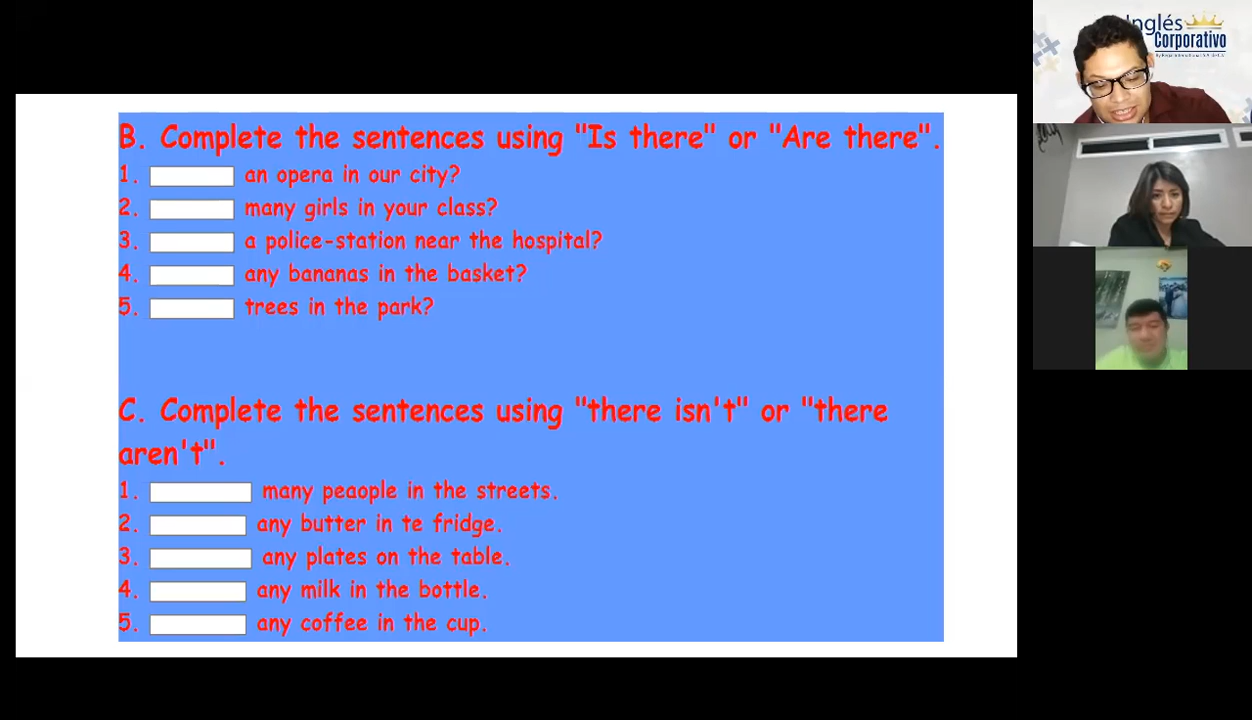 B. Complete the sentences using "Is there" or "Are there".
1. an opera in our city?
2. many girls in your class?
3. a police-station near the hospital?
4. any bananas in the basket?
5. trees in the park?
C. Complete the sentences using "there isn't" or "there
aren't".
1. many peaople in the streets.
2. any butter in te fridge.
3. any plates on the table.
4. any milk in the bottle.
5. any coffee in the cup.
Inglés
Corporativo